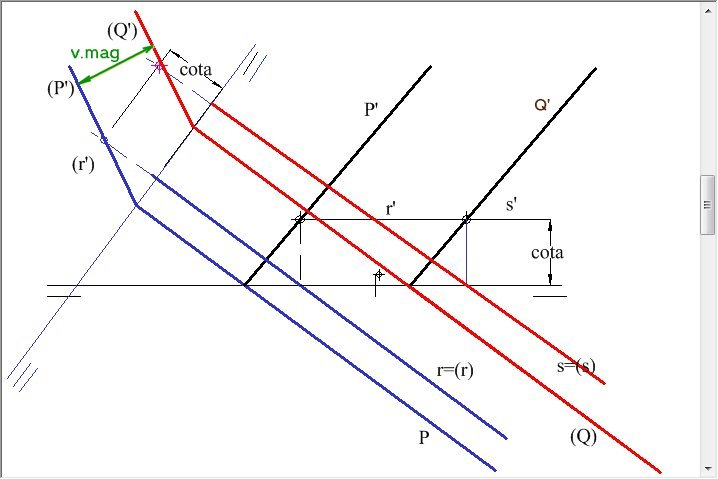 (Q')
v.mag
cota
(P')
P'
Q'
(r')
r'
s'
cota
r=(r)
s=(s)
P
(Q)